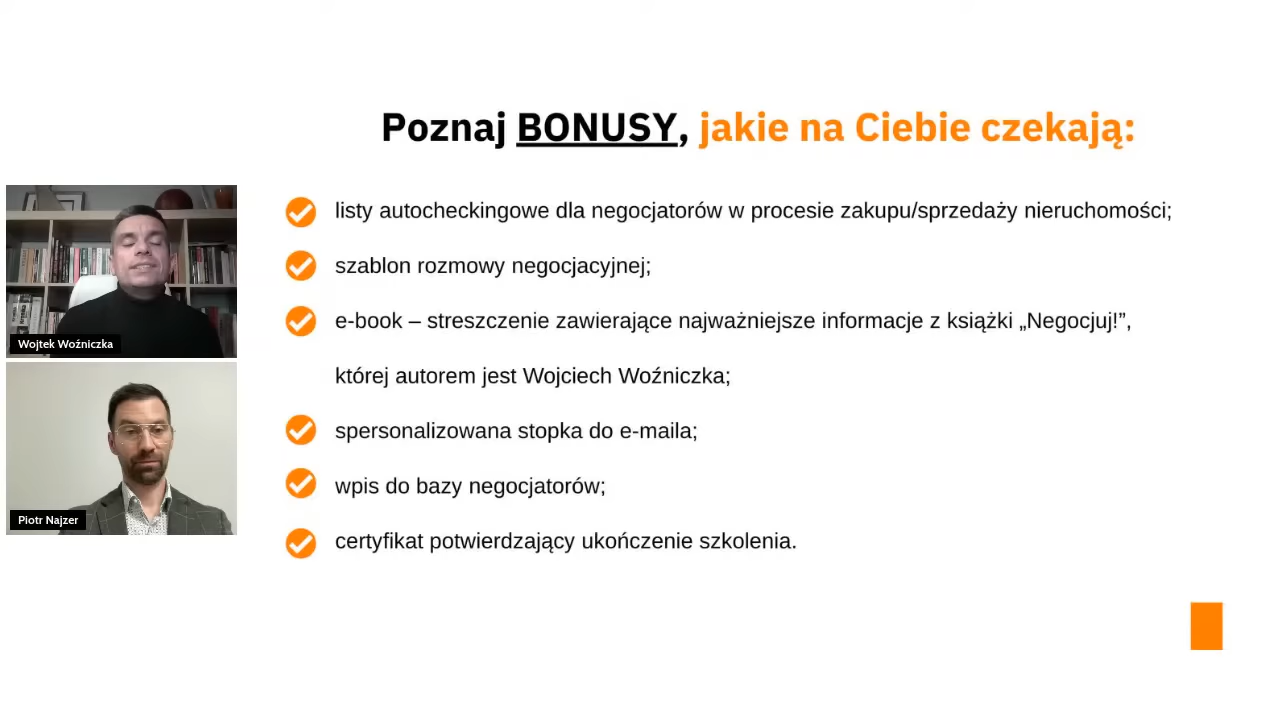 Poznaj BONUSY, jakie na Ciebie czekają:
listy autocheckingowe dla negocjatorów w procesie zakupu/sprzedaży nieruchomości;
szablon rozmowy negocjacyjnej;
e-book – streszczenie zawierające najważniejsze informacje z książki „Negocjuj!”,
której autorem jest Wojciech Woźniczka;
spersonalizowana stopka do e-maila;
wpis do bazy negocjatorów;
certyfikat potwierdzający ukończenie szkolenia.
Wojtek Woźniczka
Piotr Najzer